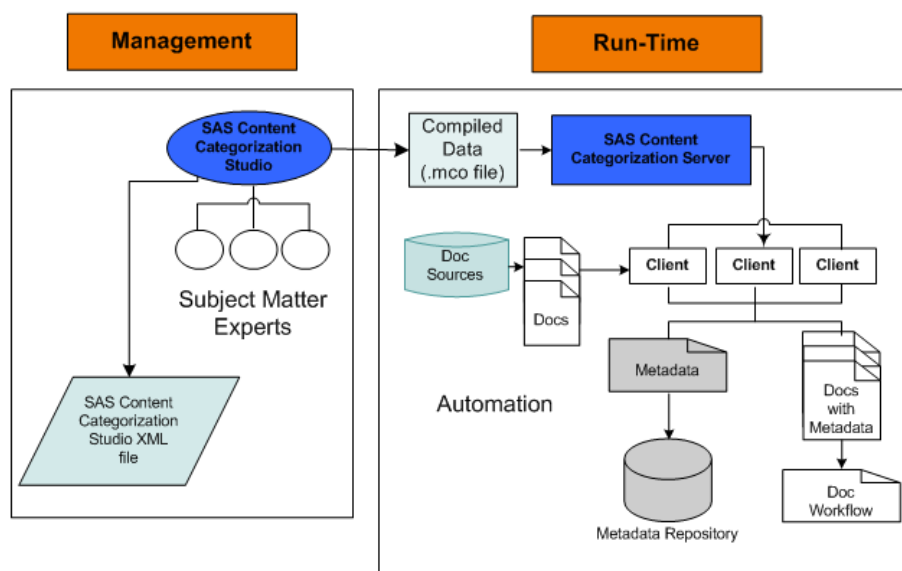 Management
Run-Time
SAS Content
Categorization
Studio
Subject Matter
Experts
SAS Content
Categorization
Studio XML
file
Compiled
Data
(.mco file)
SAS Content
Categorization Server
Doc
Sources
Docs
Client
Client
Client
Automation
Metadata
Metadata Repository
Docs
with
Metadata
Doc
Workflow